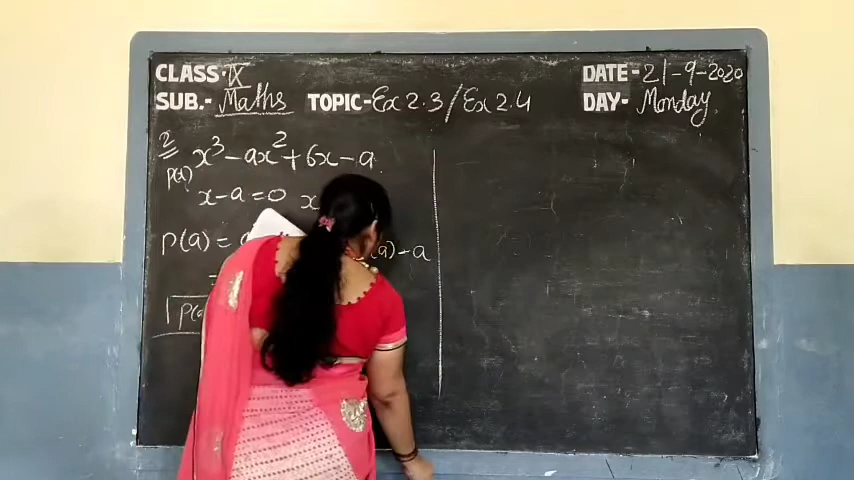 CLASS - IX
SUB. - Maths
TOPIC - Ex 2.3 / Ex 2.4
DATE - 21-9-2020
DAY - Monday
2 x³ - ax² + 6x - a
p(a)
x - a = 0 x
p(a) = (a) - a
=
p(a